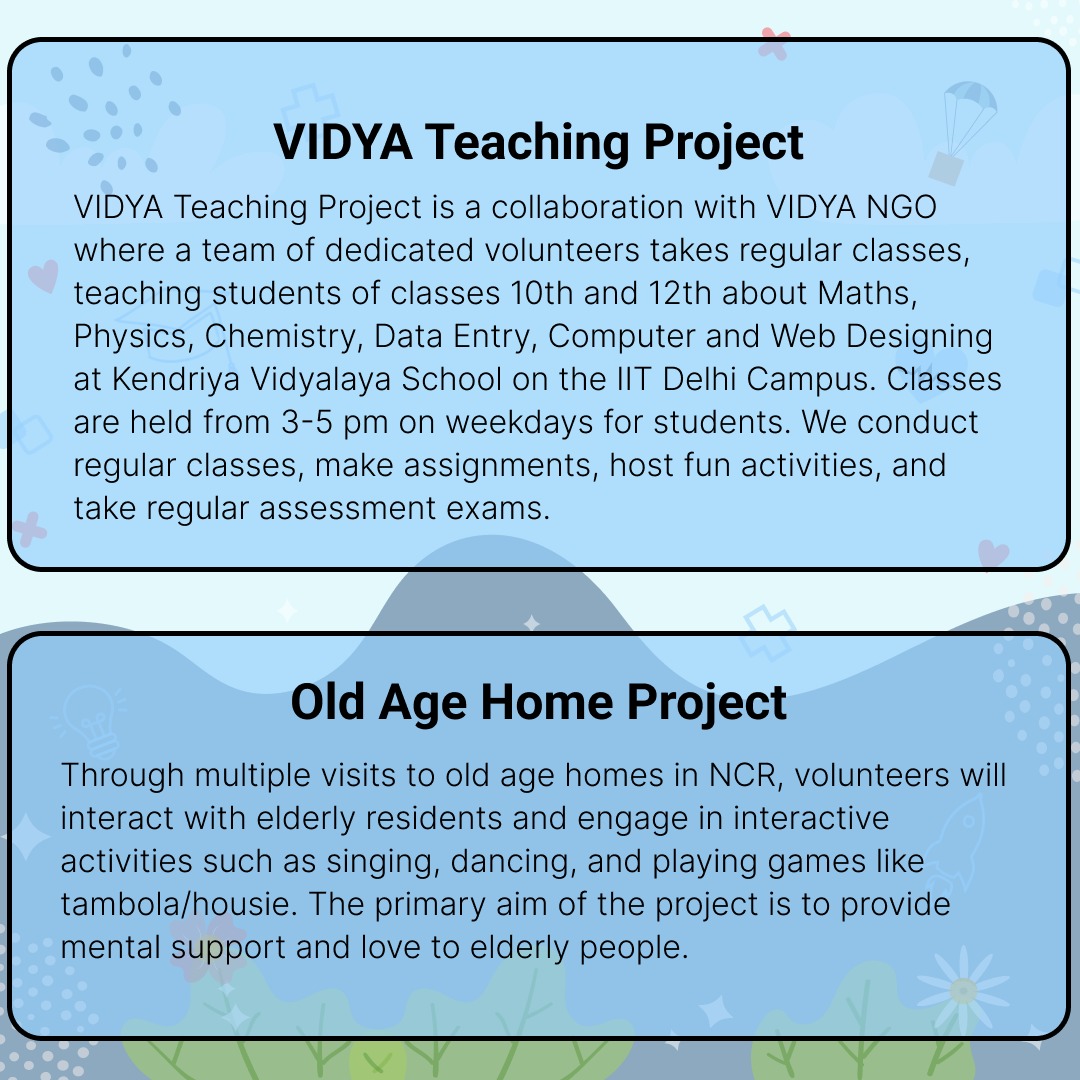 VIDYA Teaching Project
VIDYA Teaching Project is a collaboration with VIDYA NGO
where a team of dedicated volunteers takes regular classes,
teaching students of classes 10th and 12th about Maths,
Physics, Chemistry, Data Entry, Computer and Web Designing
at Kendriya Vidyalaya School on the IIT Delhi Campus. Classes
are held from 3-5 pm on weekdays for students. We conduct
regular classes, make assignments, host fun activities, and
take regular assessment exams.
Old Age Home Project
Through multiple visits to old age homes in NCR, volunteers will
interact with elderly residents and engage in interactive
activities such as singing, dancing, and playing games like
tambola/housie. The primary aim of the project is to provide
mental support and love to elderly people.